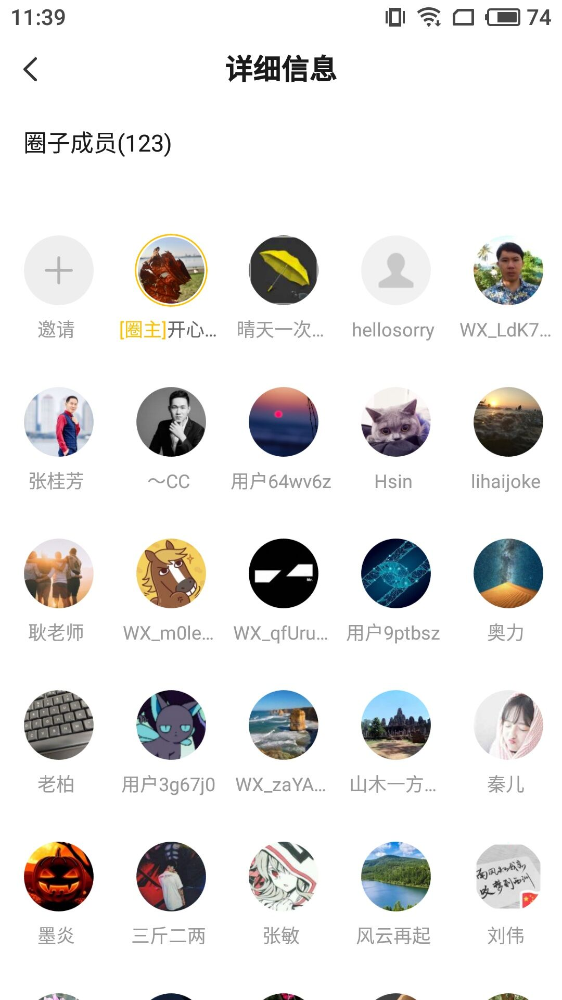 11:39
74
详细信息
圈子成员(123)
邀请
[圈主]开心...
晴天一次...
hellosorry
WX_LdK7...
张桂芳
～CC
用户64wv6z
Hsin
lihaijoke
耿老师
WX_m0le...
WX_qfUru...
用户9ptbsz
奥力
Mr.
老柏
用户3g67j0
WX_zaYA...
山木一方...
秦儿
南风知我意
吹梦到西洲
墨炎
三斤二两
张敏
风云再起
刘伟